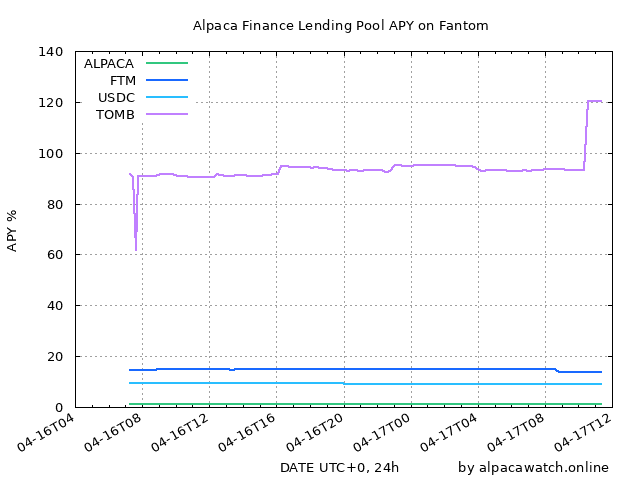 Alpaca Finance Lending Pool APY on Fantom
140
120
100
80
60
40
20
0
APY %
ALPACA
FTM
USDC
TOMB
04-16T04
04-16T08
04-16T12
04-16T16
04-16T20
04-17T00
04-17T04
04-17T08
04-17T12
DATE UTC+0, 24h
by alpacawatch.online